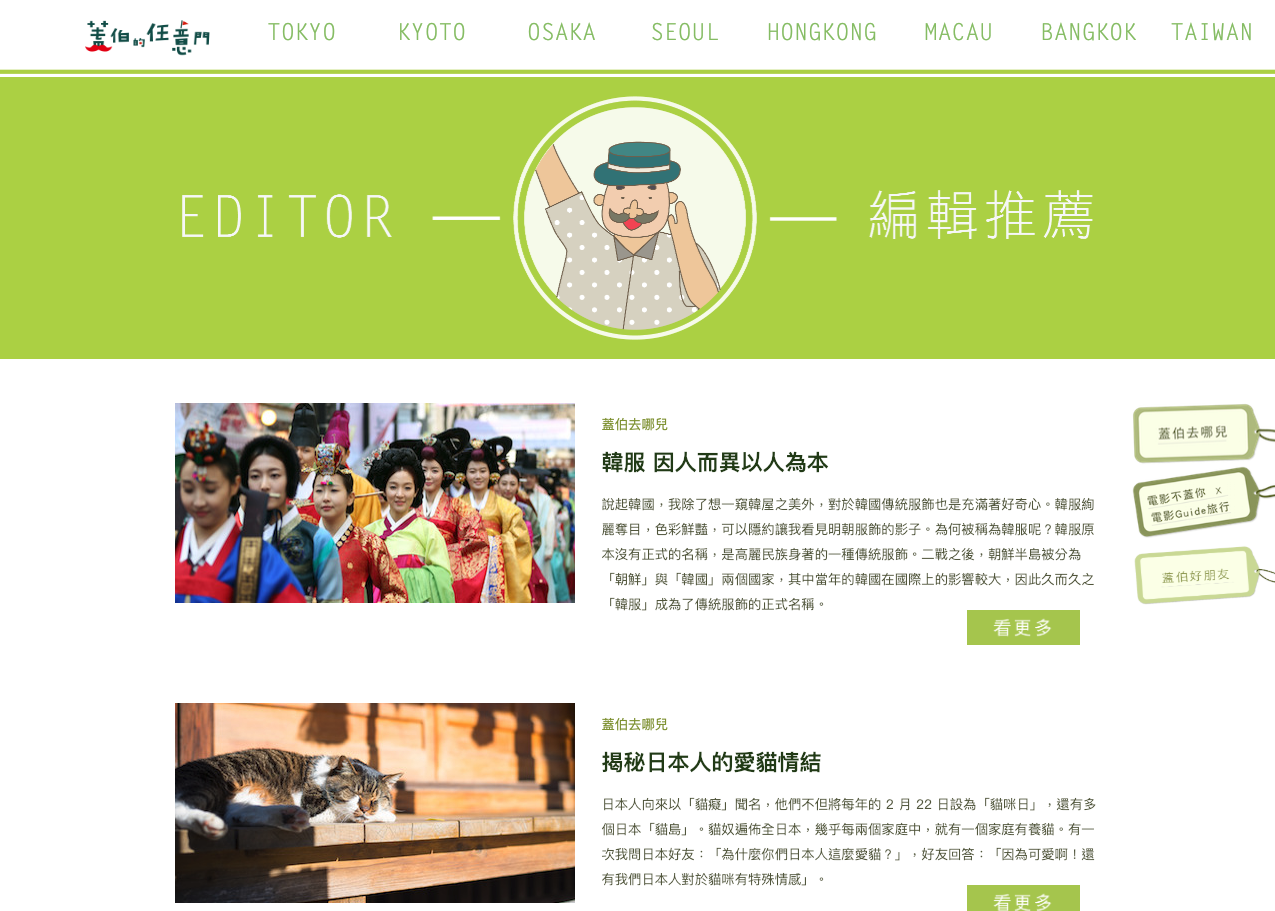 蓋伯的任意門
TOKYO KYOTO OSAKA SEOUL HONGKONG MACAU BANGKOK TAIWAN
EDITOR — — 編輯推薦
蓋伯去哪兒
韓服 因人而異以人為本
說起韓國，我除了想一窺韓屋之美外，對於韓國傳統服飾也是充滿著好奇心。韓服絢
麗奪目，色彩鮮豔，可以隱約讓我看見明朝服飾的影子。為何被稱為韓服呢？韓服原
本沒有正式的名稱，是高麗民族身著的一種傳統服飾。二戰之後，朝鮮半島被分為
「朝鮮」與「韓國」兩個國家，其中當年的韓國在國際上的影響較大，因此久而久之
「韓服」成為了傳統服飾的正式名稱。
看更多
蓋伯去哪兒
揭秘日本人的愛貓情結
日本人向來以「貓癡」聞名，他們不但將每年的 2 月 22 日設為「貓咪日」，還有多
個日本「貓島」。貓奴遍佈全日本，幾乎每兩個家庭中，就有一個家庭有養貓。有一
次我問日本好友：「為什麼你們日本人這麼愛貓？」，好友回答：「因為可愛啊！還
有我們日本人對於貓咪有特殊情感」。
看更多
蓋伯去哪兒
電影不蓋你 x
電影Guide旅行
蓋伯好朋友